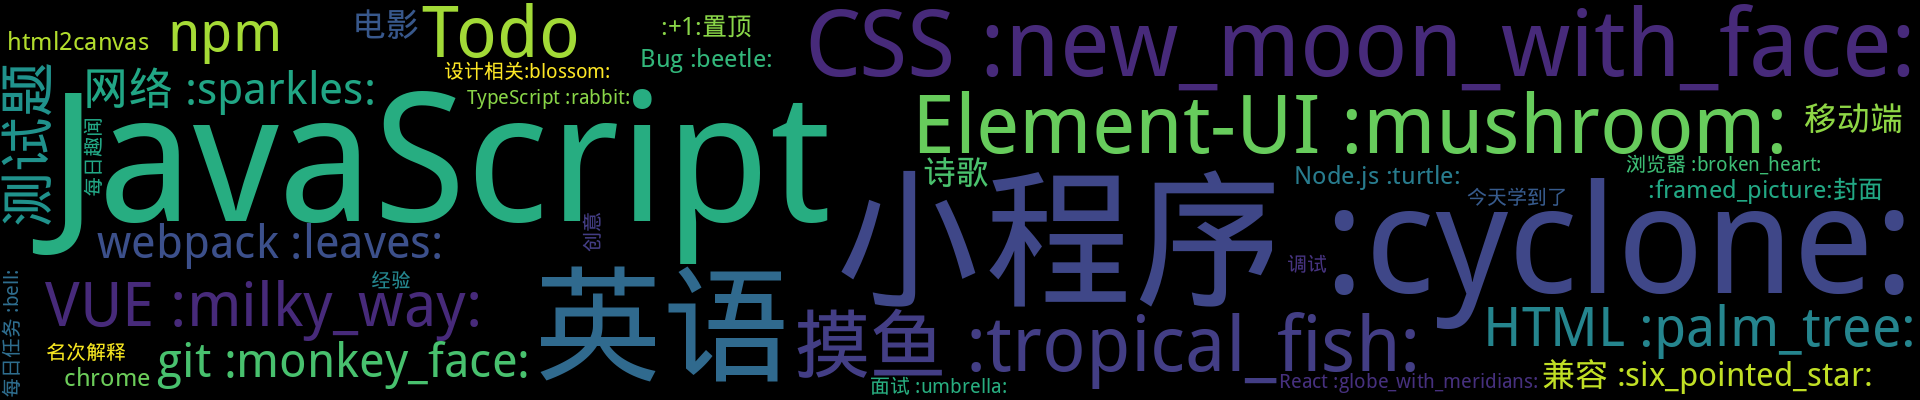 html2canvas
npm
电影
Todo
:+1:置顶
CSS :new_moon_with_face:
Bug :beetle:
设计相关:blossom:
网络 :sparkles:
TypeScript :rabbit:
测试题
每日趣闻
JavaScript
Element-UI :mushroom:
移动端
诗歌
浏览器 :broken_heart:
Node.js :turtle:
:framed_picture:封面
今天学到了
小程序 :cyclone:
创意
webpack :leaves:
调试
经验
英语
每日任务 :bell:
VUE :milky_way:
摸鱼 :tropical_fish:
HTML :palm_tree:
名次解释
git :monkey_face:
chrome
面试 :umbrella:
React :globe_with_meridians:
兼容 :six_pointed_star: